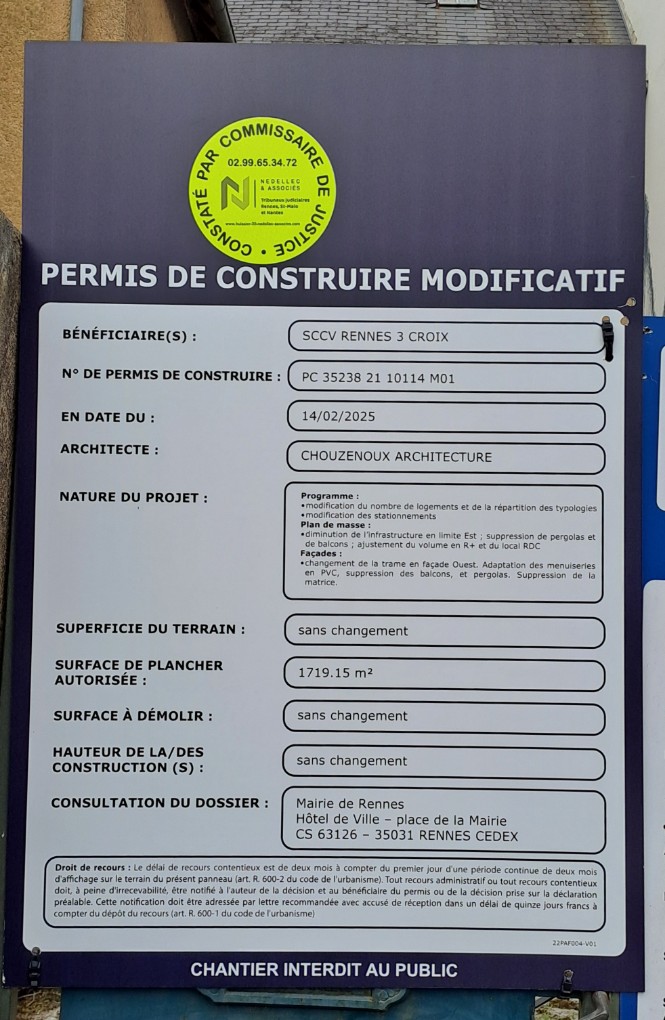 CONSTATÉ PAR COMMISSAIRE DE JUSTICE •
02.99.65.34.72
N
NEDELLEC
& ASSOCIÉS
Tribunaux judiciaires
Rennes, St-Malo
et Nantes
PERMIS DE CONSTRUIRE MODIFICATIF
BÉNÉFICIAIRE(S) : SCCV RENNES 3 CROIX
N° DE PERMIS DE CONSTRUIRE : PC 35238 21 10114 M01
EN DATE DU : 14/02/2025
ARCHITECTE : CHOUZENOUX ARCHITECTURE
NATURE DU PROJET :
Programme :
•modification du nombre de logements et de la répartition des typologies
•modification des stationnements
Plan de masse :
•diminution de l'infrastructure en limite Est ; suppression de pergolas et
de balcons ; ajustement du volume en R+ et du local RDC
Façades :
•changement de la trame en façade Ouest. Adaptation des menuiseries
en PVC, suppression des balcons, et pergolas. Suppression de la
matrice.
SUPERFICIE DU TERRAIN : sans changement
SURFACE DE PLANCHER
AUTORISÉE : 1719.15 m²
SURFACE À DÉMOLIR : sans changement
HAUTEUR DE LA/DES
CONSTRUCTION (S) : sans changement
CONSULTATION DU DOSSIER : Mairie de Rennes
Hôtel de Ville – place de la Mairie
CS 63126 – 35031 RENNES CEDEX
Droit de recours : Le délai de recours contentieux est de deux mois à compter du premier jour d'une période continue de deux mois
d'affichage sur le terrain du présent panneau (art. R. 600-2 du code de l'urbanisme). Tout recours administratif ou tout recours contentieux
doit, à peine d'irrecevabilité, être notifié à l'auteur de la décision et au bénéficiaire du permis ou de la décision prise sur la déclaration
préalable. Cette notification doit être adressée par lettre recommandée avec accusé de réception dans un délai de quinze jours francs à
compter du dépôt du recours (art. R. 600-1 du code de l'urbanisme)
22PAF004-V01
CHANTIER INTERDIT AU PUBLIC